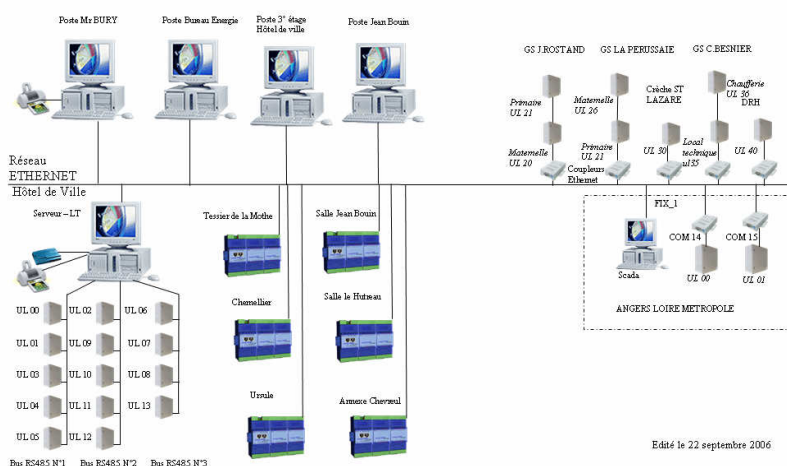 Poste Mr BURY
Poste Bureau Energie
Poste 3° étage
Hôtel de ville
Poste Jean Bouin
GS J.ROSTAND
GS LA PERUSSAIE
GS C.BESNIER
Primaire
UL 21
Maternelle
UL 26
Crèche ST
LAZARE
Chaufferie
UL 36
DRH
Maternelle
UL 20
Primaire
UL 21
UL 30
Local
technique
ul35
UL 40
Coupleurs
Ethernet
Réseau
ETHERNET
Hôtel de Ville
Serveur – LT
Tessier de la Mothe
Salle Jean Bouin
FIX_1
COM 14
COM 15
Scada
UL 00
UL 01
ANGERS LOIRE METROPOLE
Chemellier
Salle le Hutreau
Ursule
Annexe Chevreul
UL 00
UL 02
UL 06
UL 01
UL 09
UL 07
UL 03
UL 10
UL 08
UL 04
UL 11
UL 13
UL 05
UL 12
Bus RS485 N°1
Bus RS485 N°2
Bus RS485 N°3
Edité le 22 septembre 2006